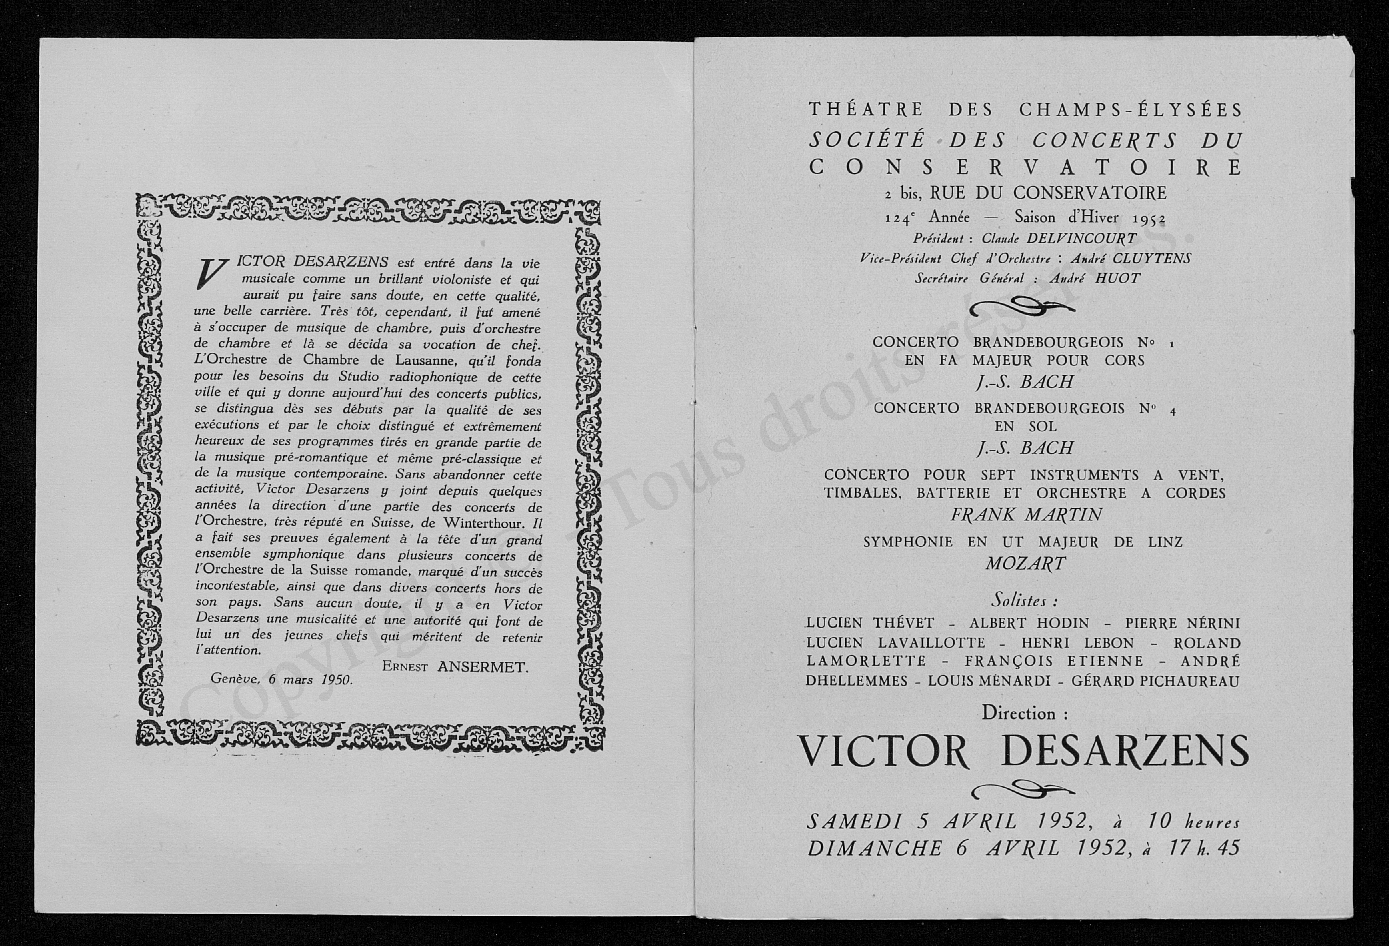 VICTOR DESARZENS est entré dans la vie
musicale comme un brillant violoniste et qui
aurait pu faire sans doute, en cette qualité,
une belle carrière. Très tôt, cependant, il fut amené
à s'occuper de musique de chambre, puis d'orchestre
de chambre et là se décida sa vocation de chef.
L'Orchestre de Chambre de Lausanne, qu'il fonda
pour les besoins du Studio radiophonique de cette
ville et qui y donne aujourd'hui des concerts publics,
se distingua dès ses débuts par la qualité de ses
exécutions et par le choix distingué et extrêmement
heureux de ses programmes tirés en grande partie de
la musique pré-romantique et même pré-classique et
de la musique contemporaine. Sans abandonner cette
activité, Victor Desarzens y joint depuis quelques
années la direction d'une partie des concerts de
l'Orchestre, très réputé en Suisse, de Winterthour. Il
a fait ses preuves également à la tête d'un grand
ensemble symphonique dans plusieurs concerts de
l'Orchestre de la Suisse romande, marqué d'un succès
incontestable, ainsi que dans divers concerts hors de
son pays. Sans aucun doute, il y a en Victor
Desarzens une musicalité et une autorité qui font de
lui un des jeunes chefs qui méritent de retenir
l'attention.
ERNEST ANSERMET.
Genève, 6 mars 1950.
THÉATRE DES CHAMPS-ÉLYSÉES
SOCIÉTÉ DES CONCERTS DU
CONSERVATOIRE
2 bis, RUE DU CONSERVATOIRE
124e Année — Saison d'Hiver 1952
Président : Claude DELVINCOURT
Vice-Président Chef d'Orchestre : André CLUYTENS
Secrétaire Général : André HUOT
CONCERTO BRANDEBOURGEOIS No 1
EN FA MAJEUR POUR CORS
J.-S. BACH
CONCERTO BRANDEBOURGEOIS No 4
EN SOL
J.-S. BACH
CONCERTO POUR SEPT INSTRUMENTS A VENT,
TIMBALES, BATTERIE ET ORCHESTRE A CORDES
FRANK MARTIN
SYMPHONIE EN UT MAJEUR DE LINZ
MOZART
Solistes :
LUCIEN THÉVET - ALBERT HODIN - PIERRE NÉRINI
LUCIEN LAVAILLOTTE - HENRI LEBON - ROLAND
LAMORLETTE - FRANÇOIS ETIENNE - ANDRÉ
DHELLEMMES - LOUIS MÉNARDI - GÉRARD PICHAUREAU
Direction :
VICTOR DESARZENS
SAMEDI 5 AVRIL 1952, à 10 heures
DIMANCHE 6 AVRIL 1952, à 17 h. 45
Copyright - Tous droits réservés.